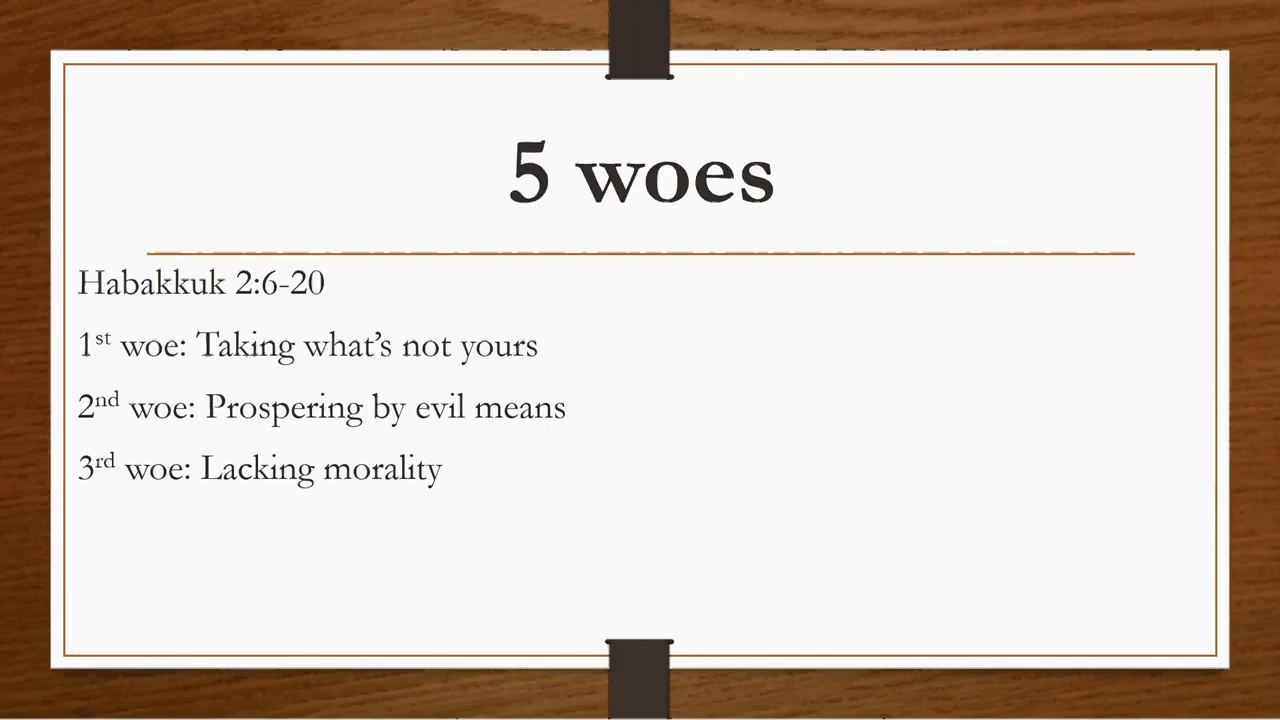 5 woes
Habakkuk 2:6-20
1st woe: Taking what’s not yours
2nd woe: Prospering by evil means
3rd woe: Lacking morality